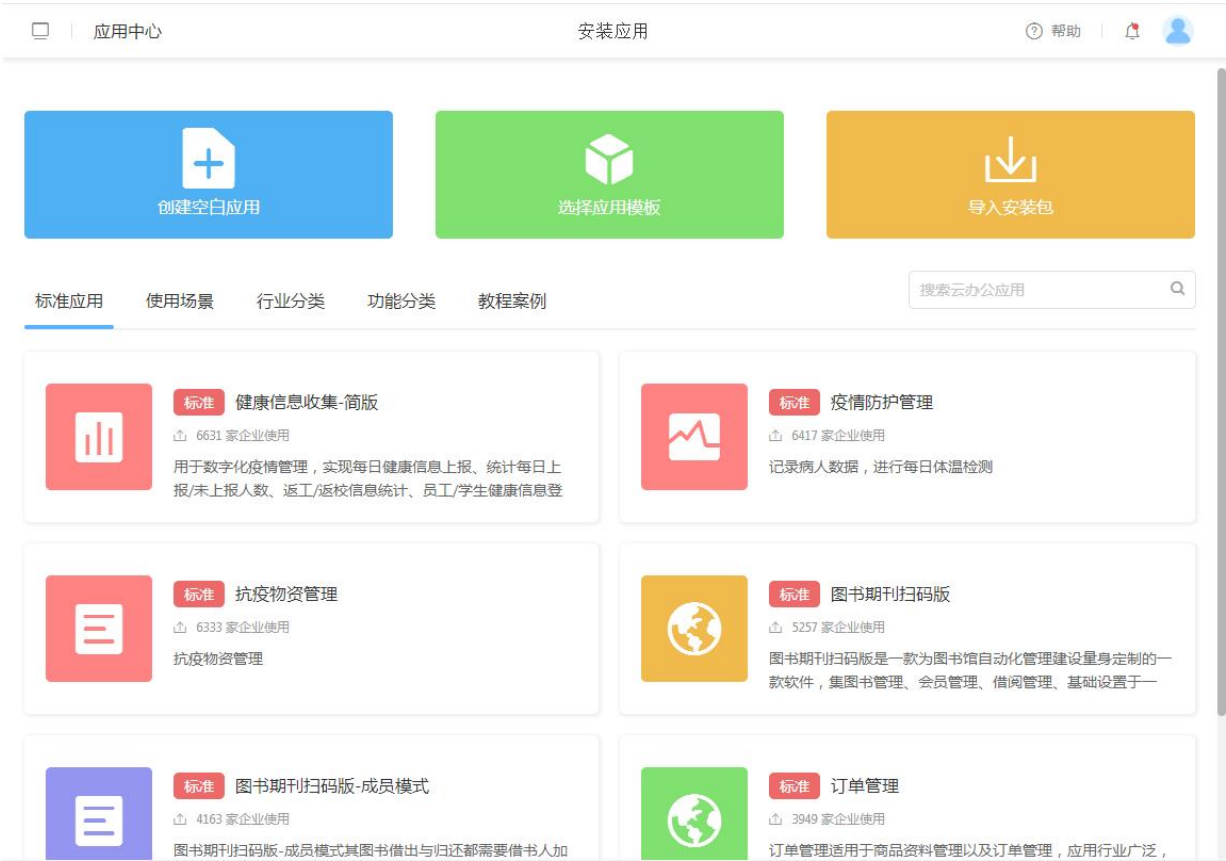 应用中心
安装应用
帮助
创建空白应用
选择应用模板
导入安装包
标准应用
使用场景
行业分类
功能分类
教程案例
搜索云办公应用
标准 健康信息收集-简版
6631 家企业使用
用于数字化疫情管理，实现每日健康信息上报、统计每日上
报/未上报人数、返工/返校信息统计、员工/学生健康信息登
标准 疫情防护管理
6417 家企业使用
记录病人数据，进行每日体温检测
标准 抗疫物资管理
6333 家企业使用
抗疫物资管理
标准 图书期刊扫码版
5257 家企业使用
图书期刊扫码版是一款为图书馆自动化管理建设量身定制的一
款软件，集图书管理、会员管理、借阅管理、基础设置于一
标准 图书期刊扫码版-成员模式
4163 家企业使用
图书期刊扫码版-成员模式其图书借出与归还都需要借书人加
标准 订单管理
3949 家企业使用
订单管理适用于商品资料管理以及订单管理，应用行业广泛，